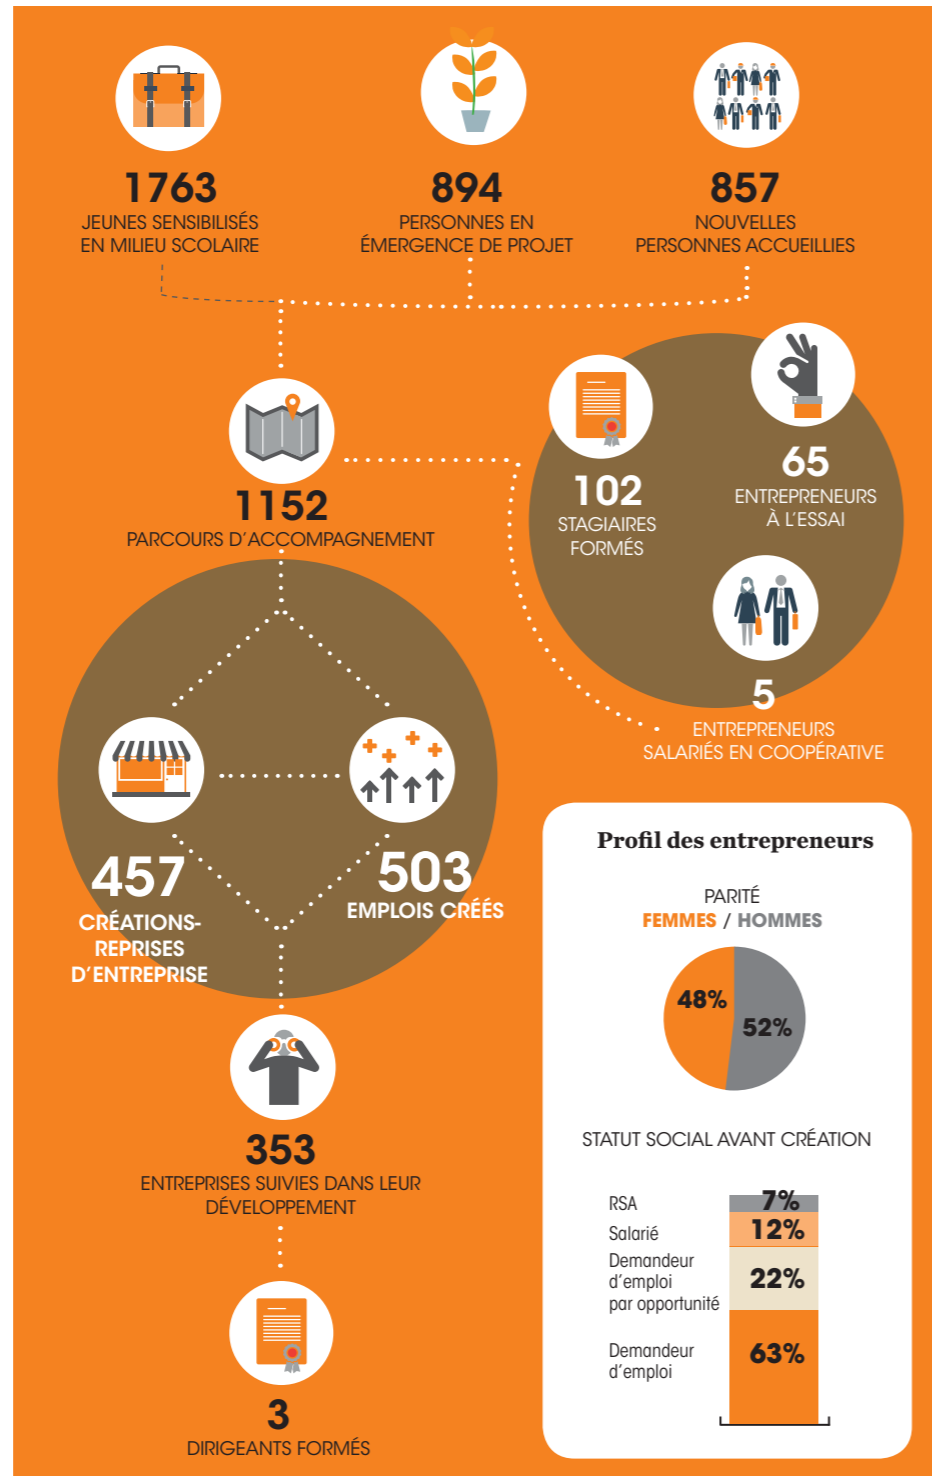 1763
JEUNES SENSIBILISÉS
EN MILIEU SCOLAIRE
894
PERSONNES EN
ÉMERGENCE DE PROJET
857
NOUVELLES
PERSONNES ACCUEILLIES
1152
PARCOURS D’ACCOMPAGNEMENT
102
STAGIAIRES
FORMÉS
65
ENTREPRENEURS
À L’ESSAI
5
ENTREPRENEURS
SALARIÉS EN COOPÉRATIVE
457
CRÉATIONS-
REPRISES
D’ENTREPRISE
503
EMPLOIS CRÉÉS
353
ENTREPRISES SUIVIES DANS LEUR
DÉVELOPPEMENT
3
DIRIGEANTS FORMÉS
Profil des entrepreneurs
PARITÉ
FEMMES / HOMMES
48%
52%
STATUT SOCIAL AVANT CRÉATION
RSA 7%
Salarié 12%
Demandeur
d’emploi 22%
par opportunité
Demandeur 63%
d’emploi